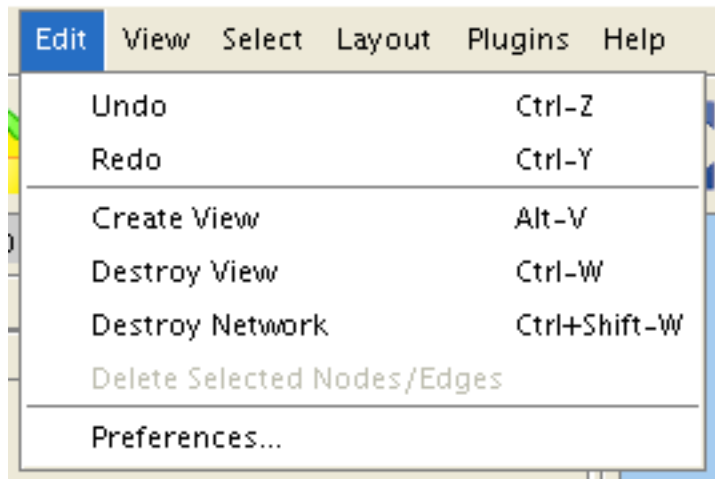 Edit View Select Layout Plugins Help
Undo Ctrl-Z
Redo Ctrl-Y
Create View Alt-V
Destroy View Ctrl-W
Destroy Network Ctrl+Shift-W
Delete Selected Nodes/Edges
Preferences...